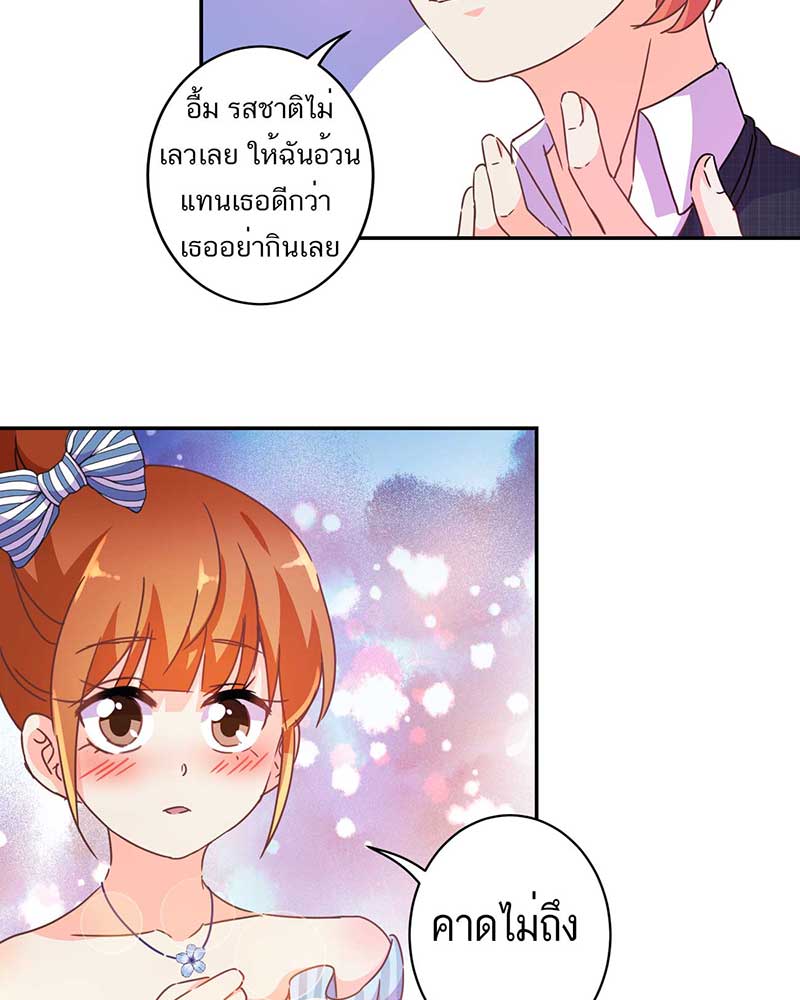 อื้ม รสชาติไม่
เลวเลย ให้ฉันอ้วน
แทนเธอดีกว่า
เธออย่ากินเลย
คาดไม่ถึง